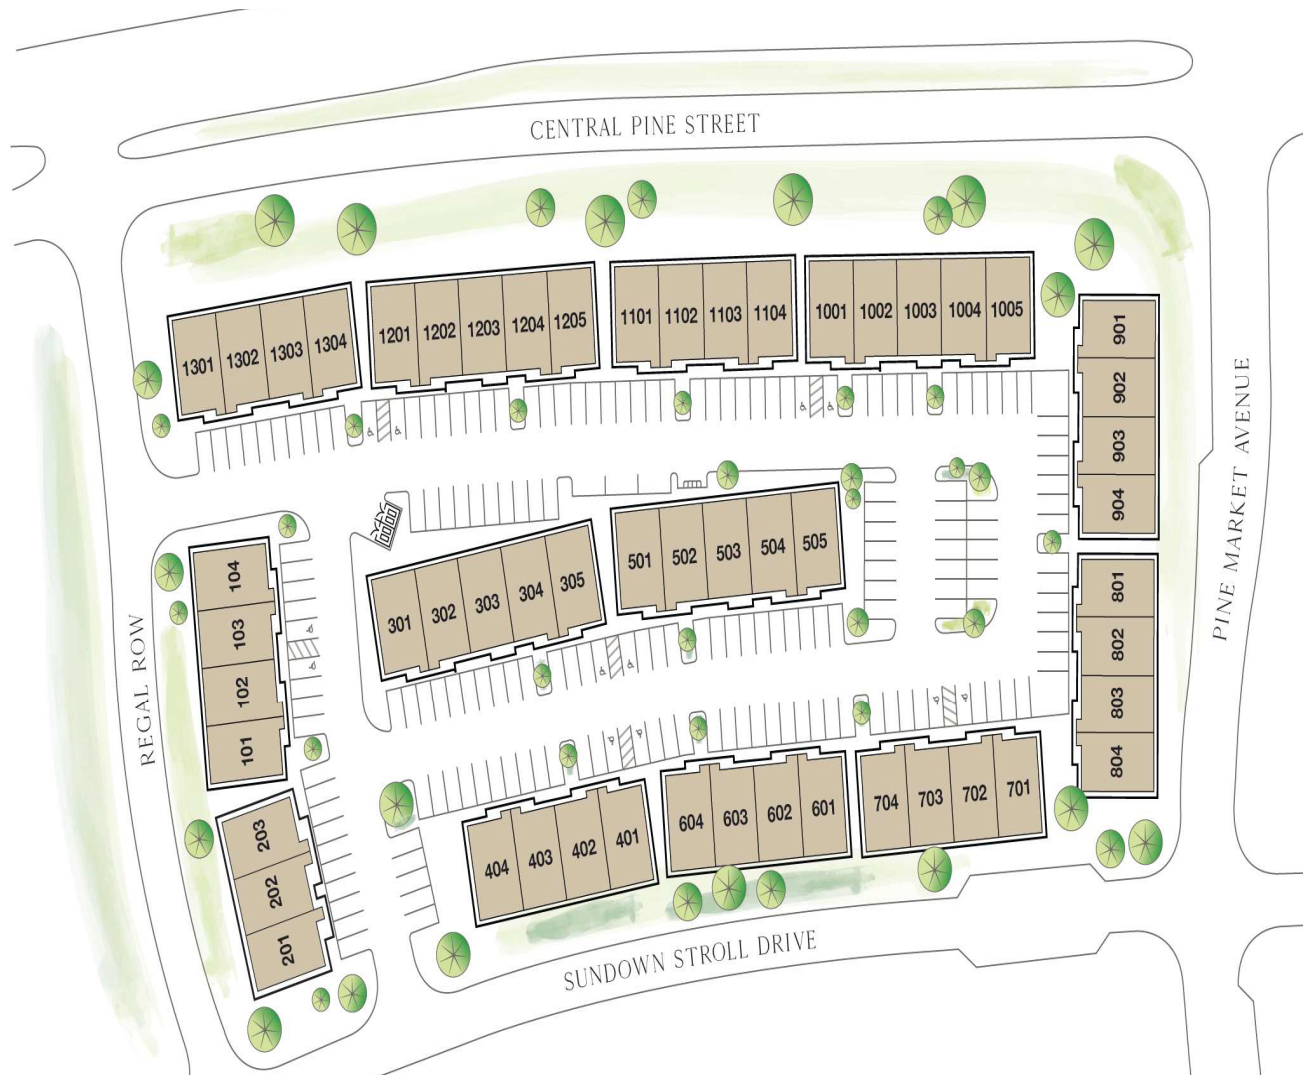 CENTRAL PINE STREET
1301 1302 1303 1304
1201 1202 1203 1204 1205
1101 1102 1103 1104
1001 1002 1003 1004 1005
901
902
903
904
PINE MARKET AVENUE
104
103
102
101
REGAL ROW
301 302 303 304 305
501 502 503 504 505
801
802
803
804
203
202
201
404 403 402 401
604 603 602 601
704 703 702 701
SUNDOWN STROLL DRIVE